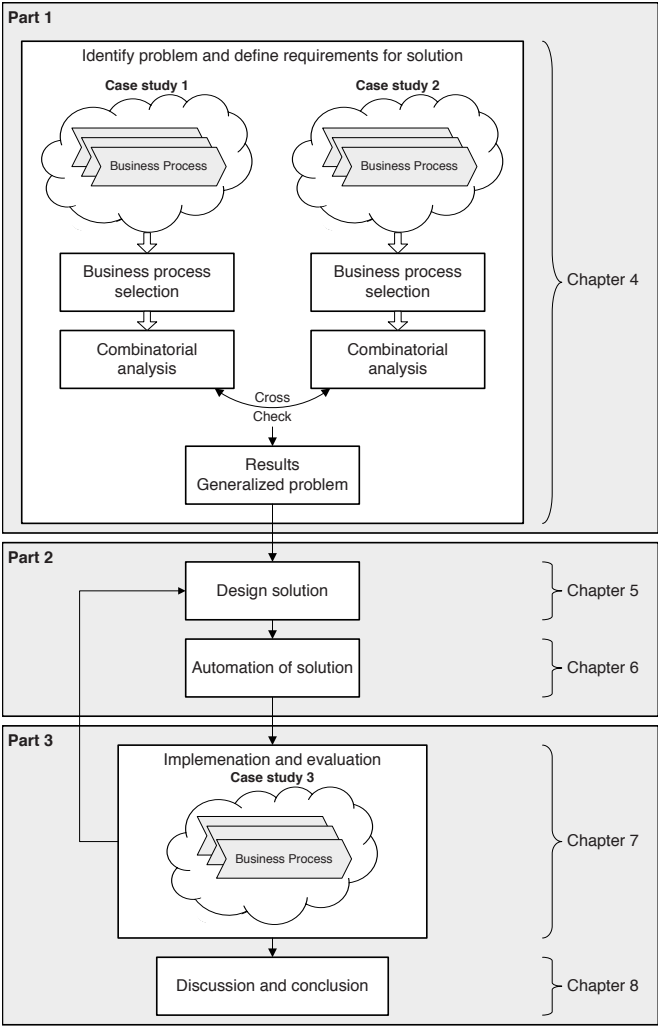 Part 1
Identify problem and define requirements for solution
Case study 1
Case study 2
Business Process
Business Process
Business process
selection
Business process
selection
Chapter 4
Combinatorial
analysis
Combinatorial
analysis
Cross
Check
Results
Generalized problem
Part 2
Design solution
Chapter 5
Automation of solution
Chapter 6
Part 3
Implemenation and evaluation
Case study 3
Business Process
Chapter 7
Discussion and conclusion
Chapter 8